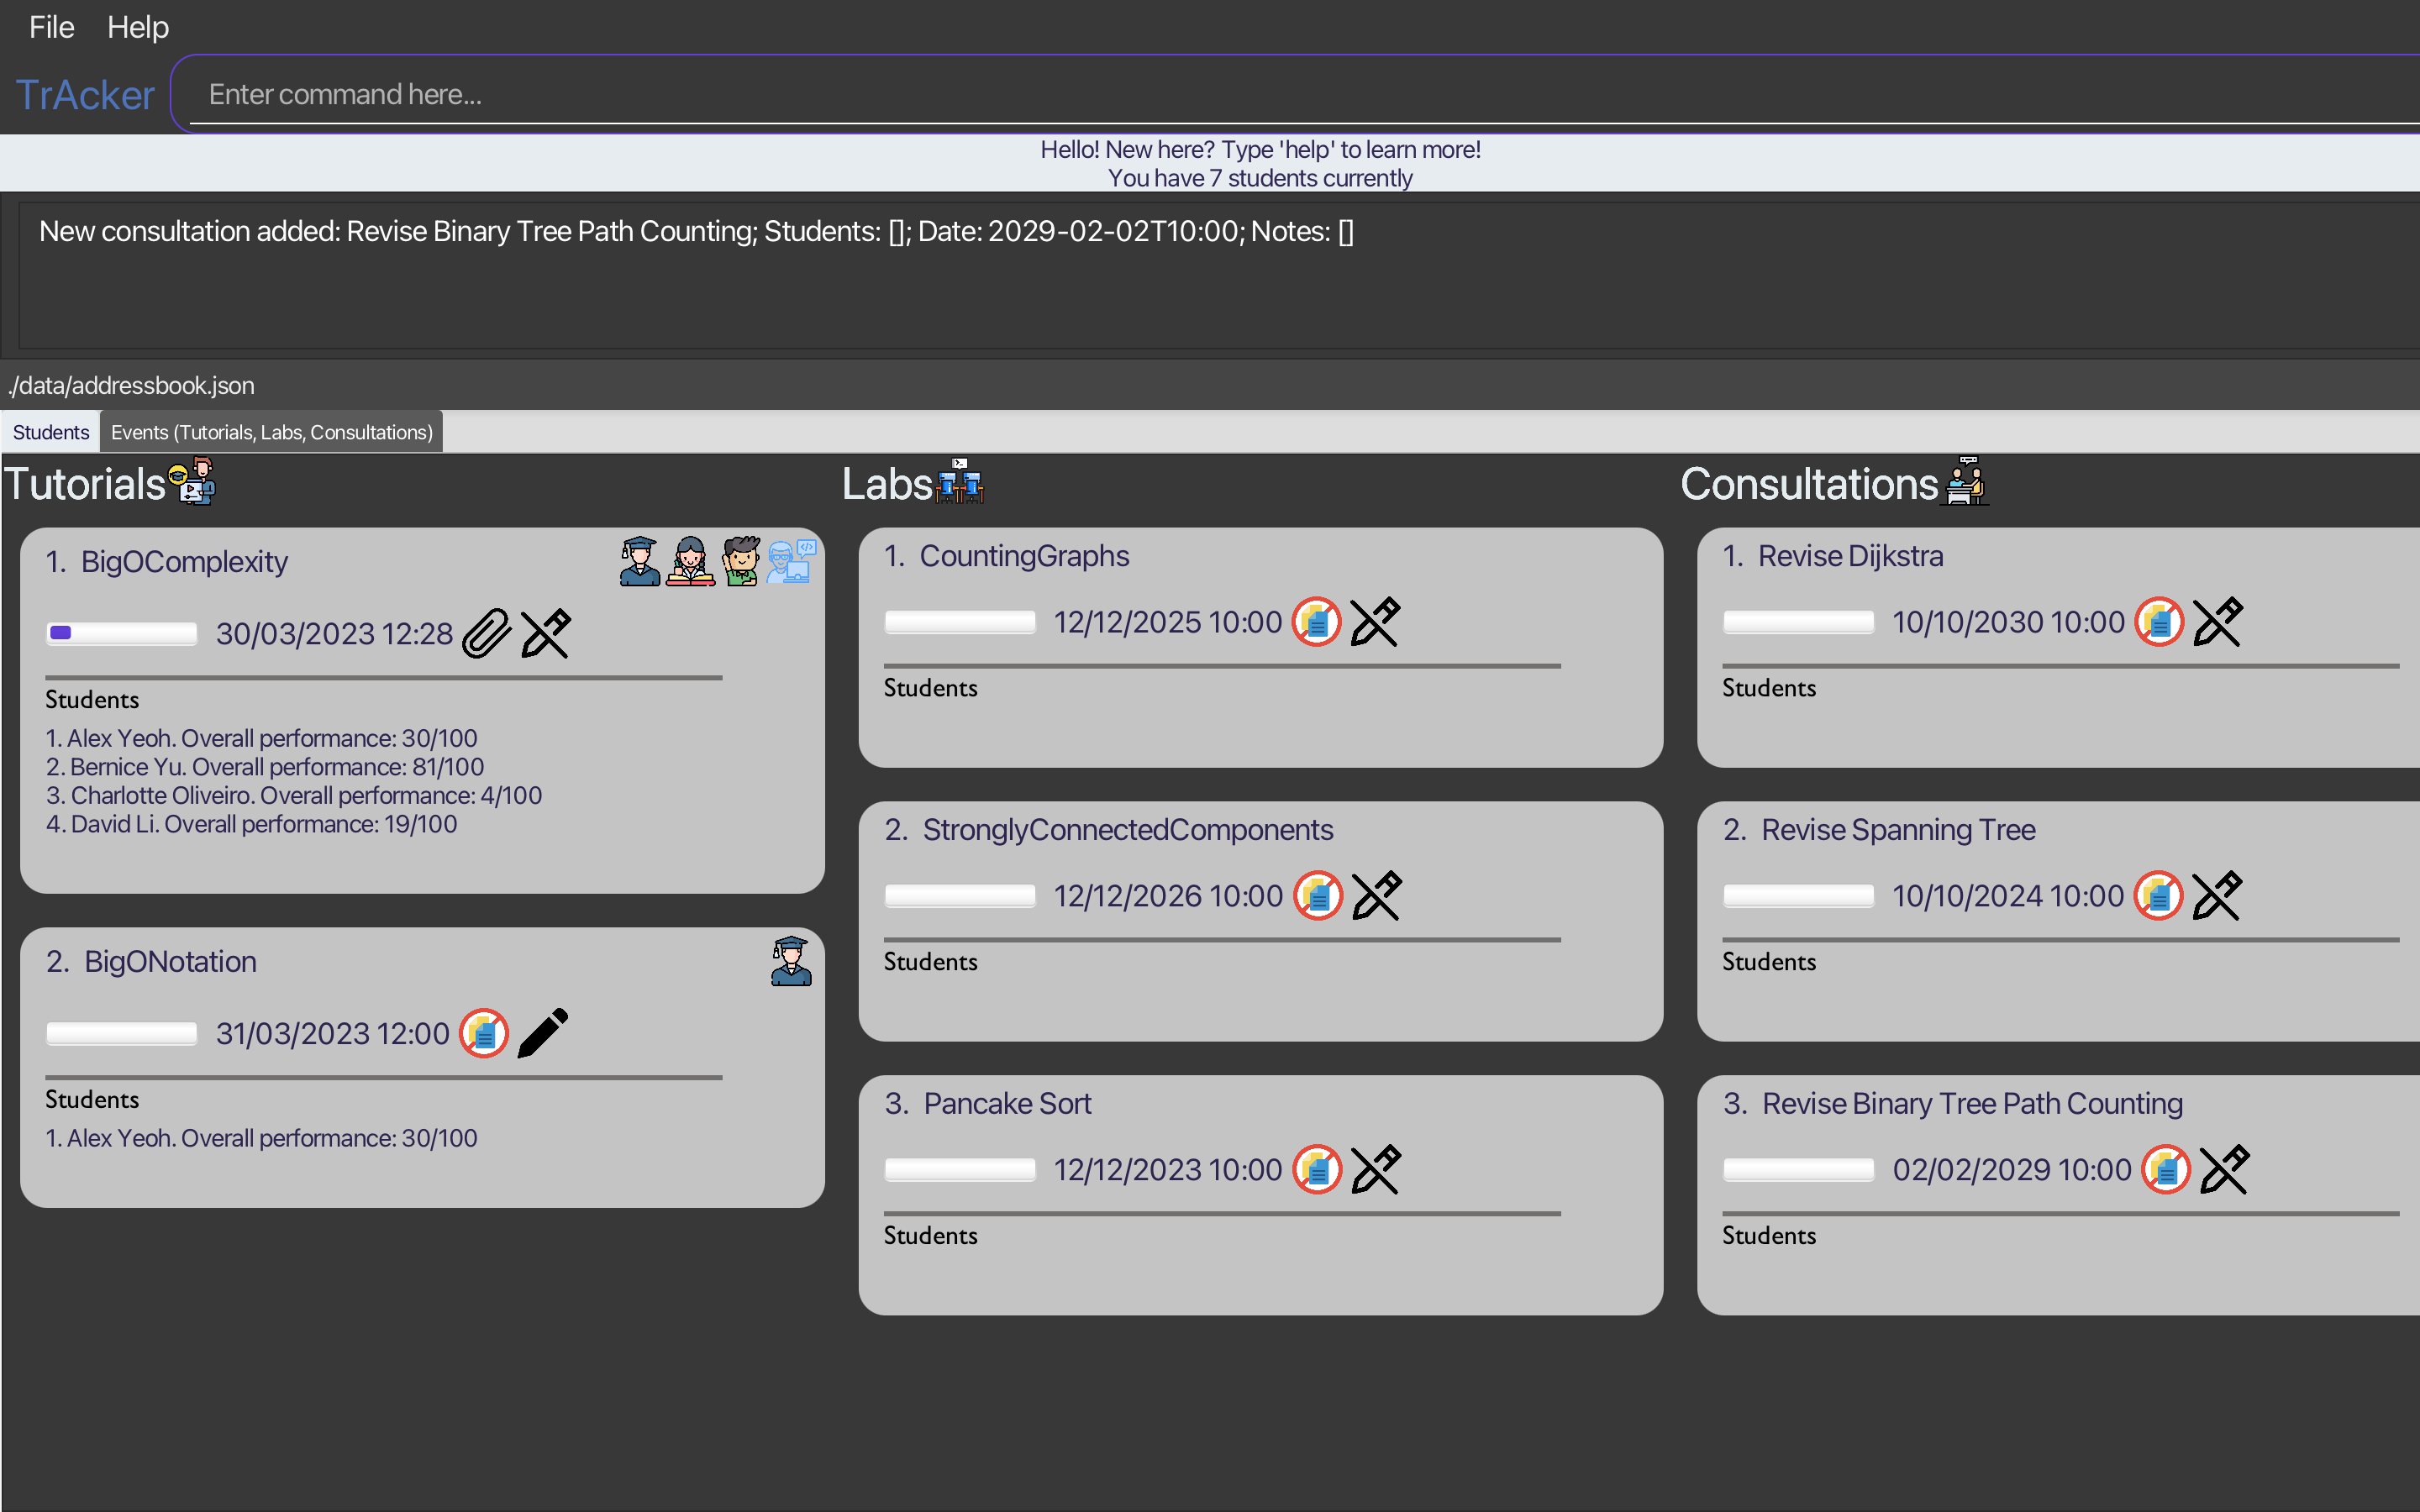 File Help
TrAcker Enter command here...
Hello! New here? Type 'help' to learn more!
You have 7 students currently
New consultation added: Revise Binary Tree Path Counting; Students: []; Date: 2029-02-02T10:00; Notes: []
./data/addressbook.json
Students Events (Tutorials, Labs, Consultations)
Tutorials
1. BigOComplexity
30/03/2023 12:28
Students
1. Alex Yeoh. Overall performance: 30/100
2. Bernice Yu. Overall performance: 81/100
3. Charlotte Oliveiro. Overall performance: 4/100
4. David Li. Overall performance: 19/100
2. BigONotation
31/03/2023 12:00
Students
1. Alex Yeoh. Overall performance: 30/100
Labs
1. CountingGraphs
12/12/2025 10:00
Students
2. StronglyConnectedComponents
12/12/2026 10:00
Students
3. Pancake Sort
12/12/2023 10:00
Students
Consultations
1. Revise Dijkstra
10/10/2030 10:00
Students
2. Revise Spanning Tree
10/10/2024 10:00
Students
3. Revise Binary Tree Path Counting
02/02/2029 10:00
Students